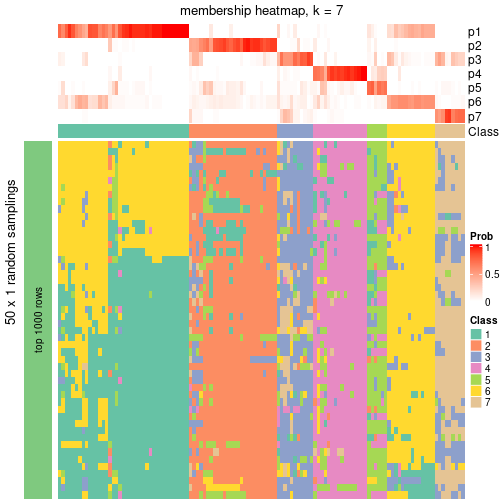 membership heatmap, k = 7
p1
p2
p3
p4
p5
p6
p7
Class
50 x 1 random samplings
top 1000 rows
Prob
1
0.5
0
Class
1
2
3
4
5
6
7